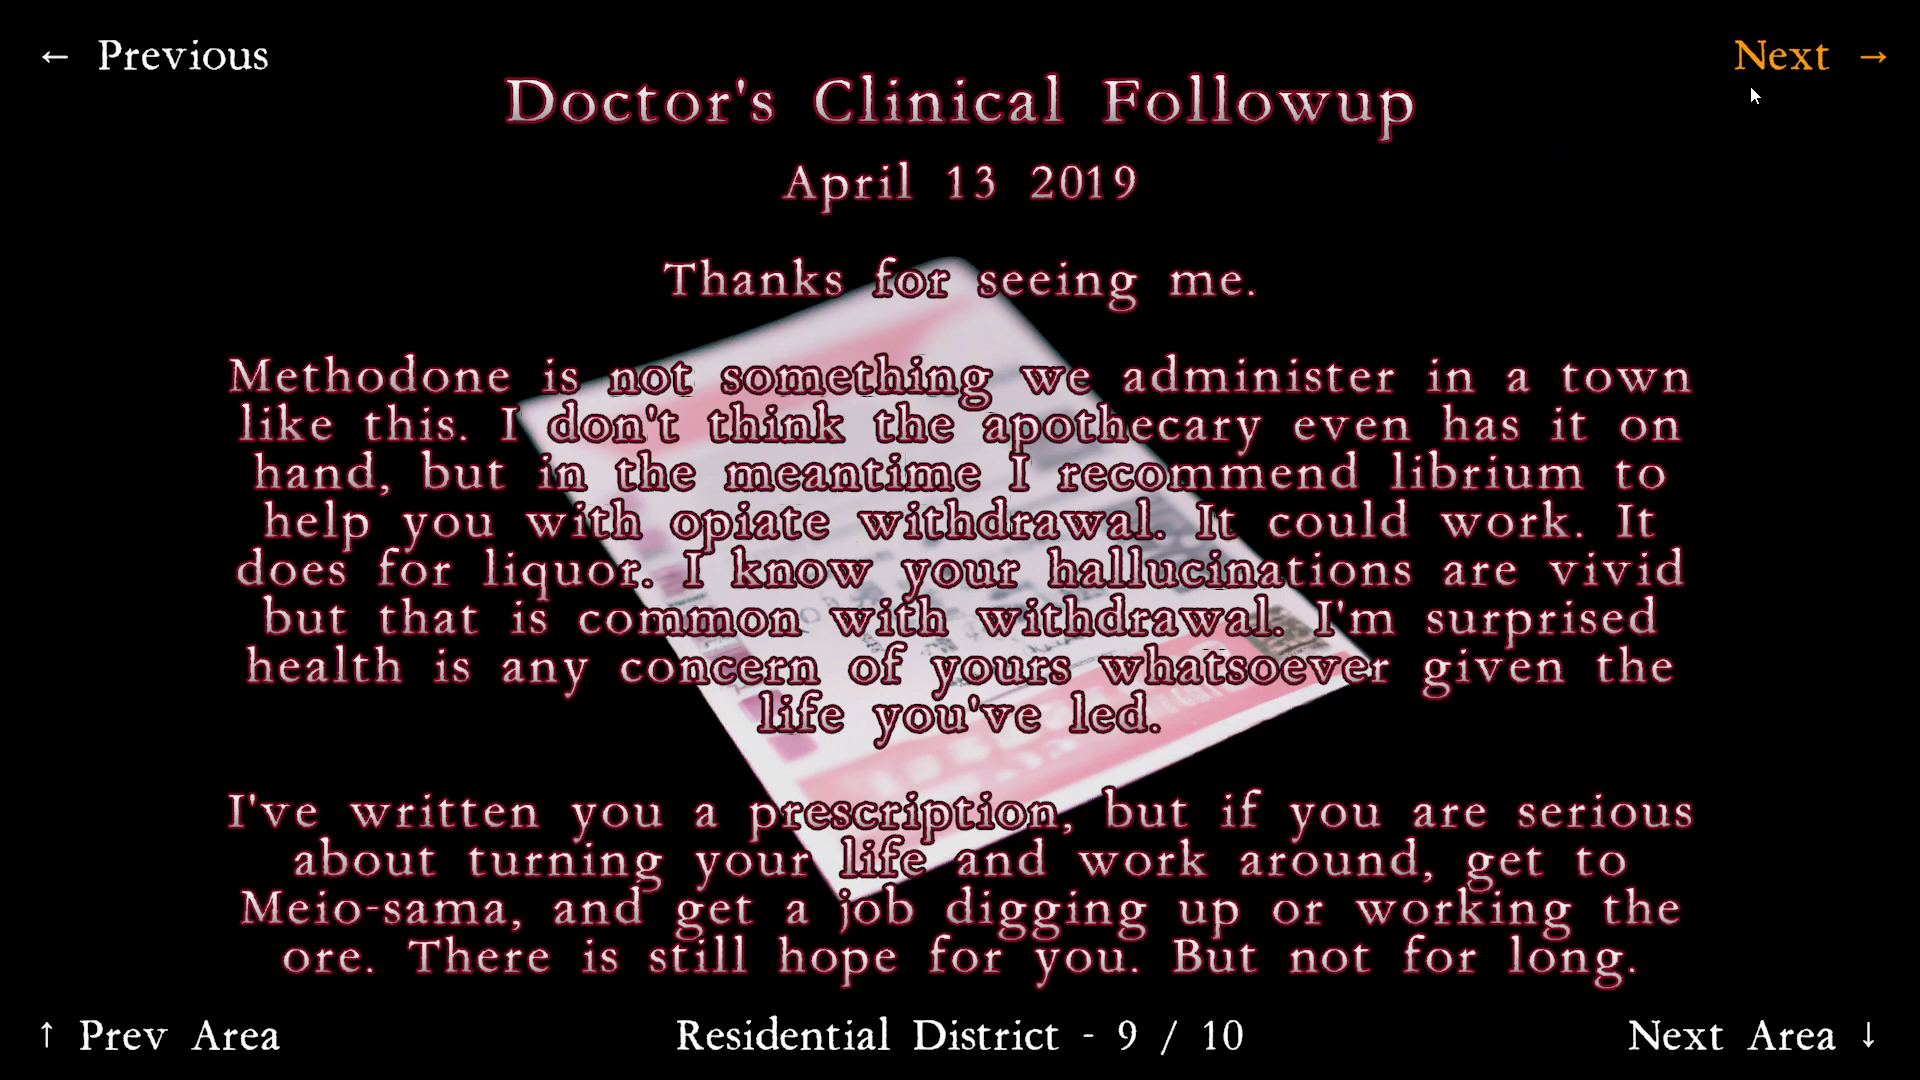 ← Previous
Next →
Doctor's Clinical Followup
April 13 2019
Thanks for seeing me.
Methodone is not something we administer in a town
like this. I don't think the apothecary even has it on
hand, but in the meantime I recommend librium to
help you with opiate withdrawal. It could work. It
does for liquor. I know your hallucinations are vivid
but that is common with withdrawal. I'm surprised
health is any concern of yours whatsoever given the
life you've led.
I've written you a prescription, but if you are serious
about turning your life and work around, get to
Meio-sama, and get a job digging up or working the
ore. There is still hope for you. But not for long.
↑ Prev Area
Residential District - 9 / 10
Next Area ↓